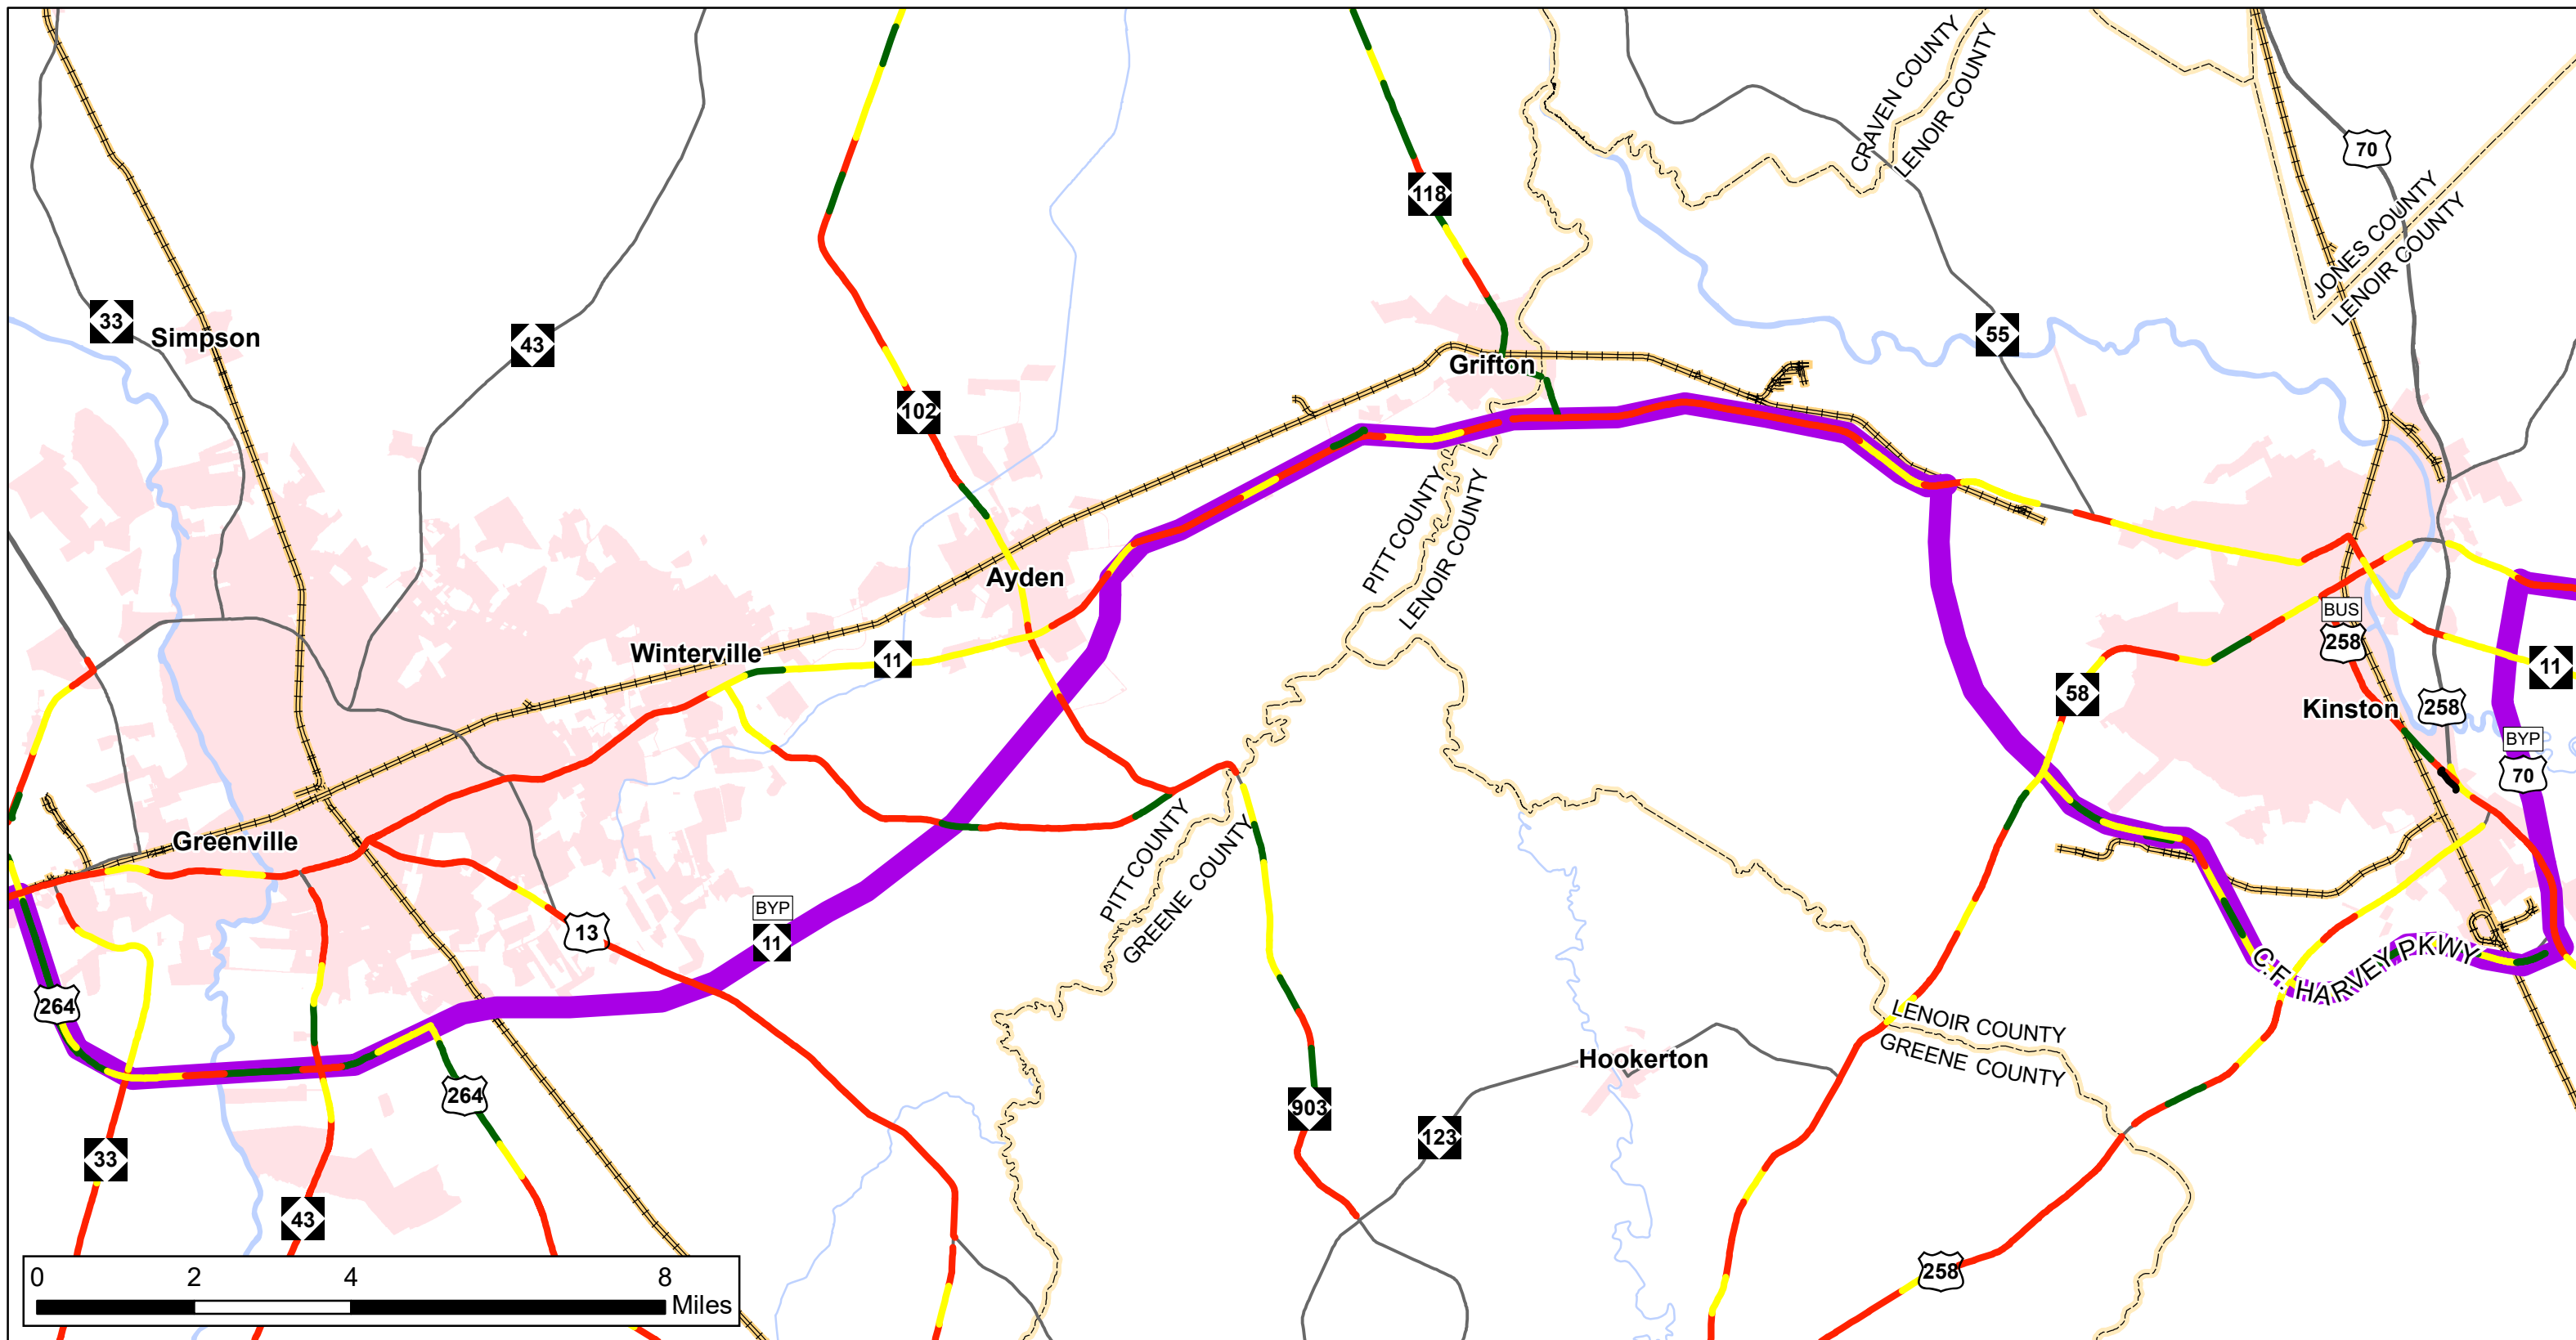 CRAVEN COUNTY
LENOIR COUNTY
70
118
JONES COUNTY
LENOIR COUNTY
33
Simpson
43
55
Grifton
102
PITT COUNTY
LENOIR COUNTY
Ayden
BUS
258
Winterville
11
11
58
Kinston
258
BYP
70
Greenville
PITT COUNTY
GREENE COUNTY
BYP
11
13
C.F. HARVEY PKWY
264
LENOIR COUNTY
GREENE COUNTY
Hookerton
264
903
123
33
43
258
0 2 4 8
Miles